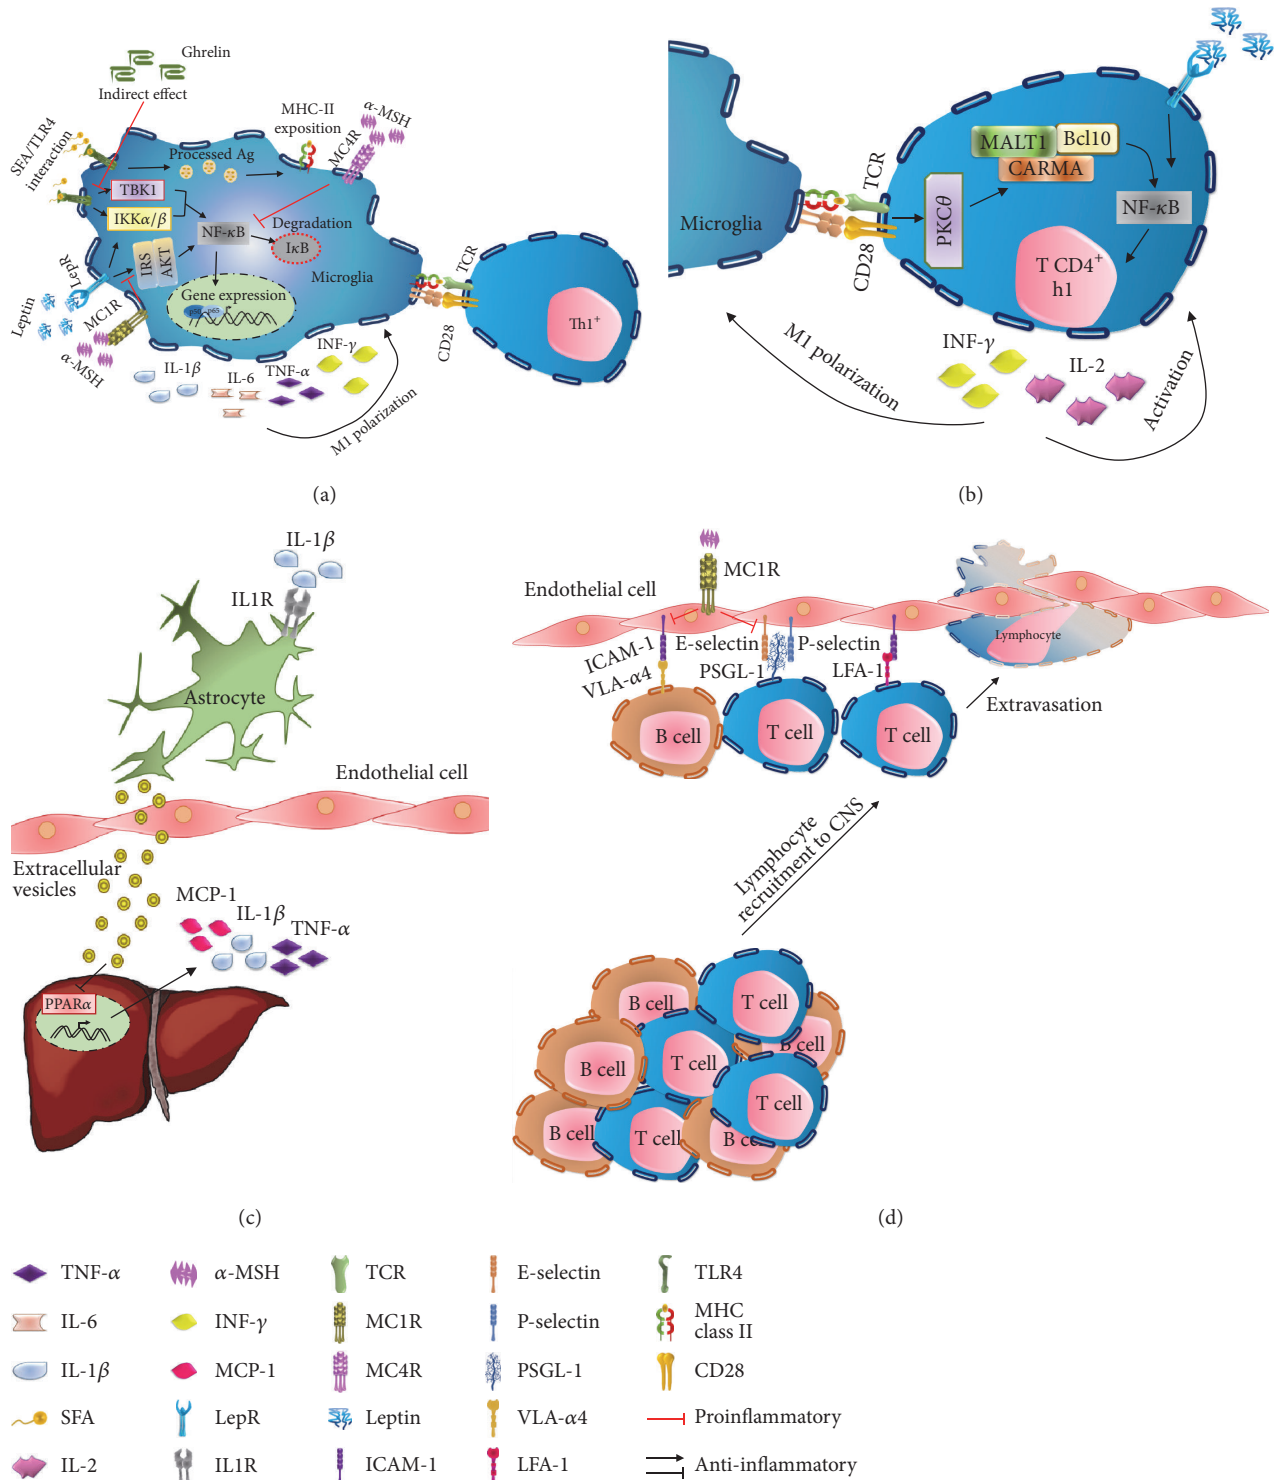 Ghrelin
Indirect effect
SFA/TLR4
interaction
Processed Ag
MHC-II
exposition
α-MSH
MC4R
TBK1
IKKα/β
NF-κB
Degradation
IκB
IRS
AKT
LepR
Leptin
MC1R
α-MSH
Gene expression
p50
p65
Microglia
TCR
CD28
Th1+
IL-1β
IL-6
TNF-α
INF-γ
M1 polarization
(a)
Microglia
TCR
CD28
PKCθ
MALT1
Bcl10
CARMA
NF-κB
T CD4+
h1
INF-γ
IL-2
M1 polarization
Activation
(b)
IL-1β
IL1R
Astrocyte
Endothelial cell
Extracellular
vesicles
MCP-1
IL-1β
TNF-α
PPARα
(c)
MC1R
Endothelial cell
ICAM-1
VLA-α4
E-selectin
PSGL-1
P-selectin
LFA-1
Lymphocyte
Extravasation
B cell
T cell
T cell
Lymphocyte
recruitment to CNS
B cell
T cell
B cell
T cell
B cell
T cell
B cell
T cell
B cell
(d)
TNF-α
α-MSH
TCR
E-selectin
TLR4
IL-6
INF-γ
MC1R
P-selectin
MHC
class II
IL-1β
MCP-1
MC4R
PSGL-1
CD28
SFA
LepR
Leptin
VLA-α4
Proinflammatory
IL-2
IL1R
ICAM-1
LFA-1
Anti-inflammatory